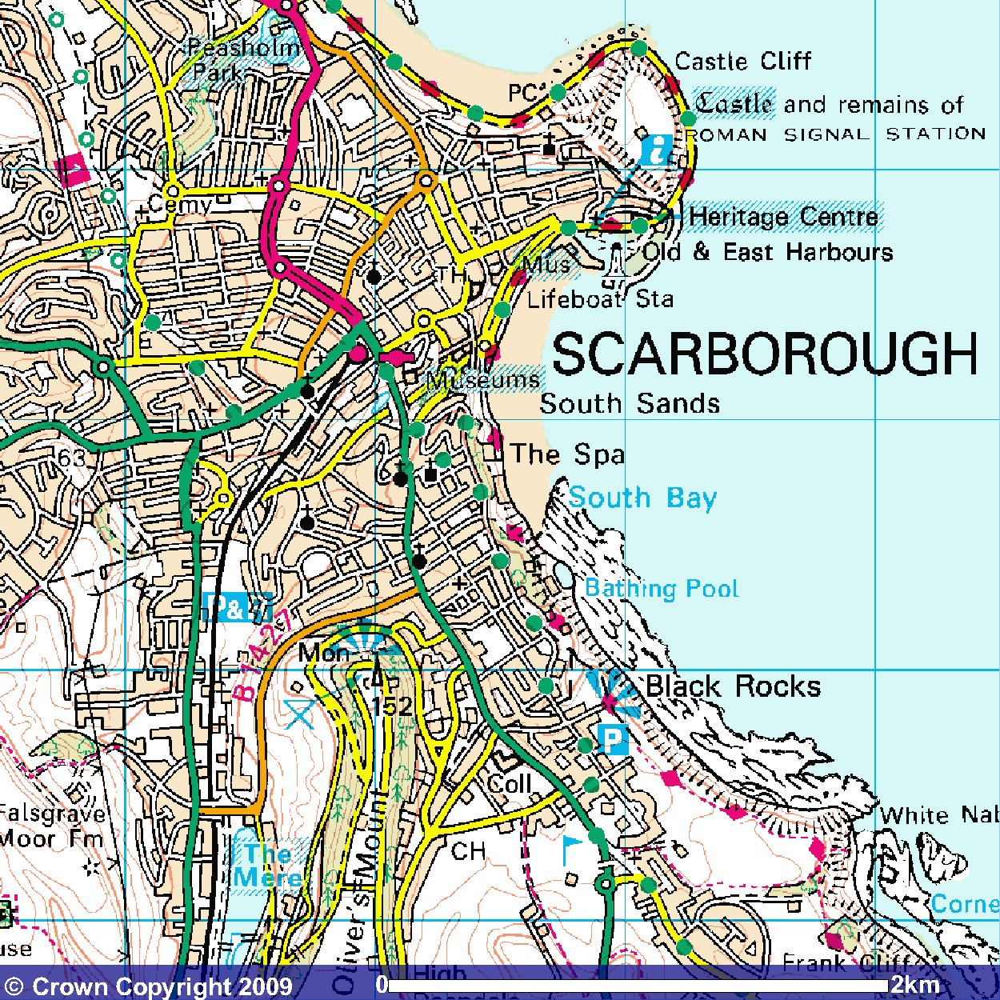 Peasholm
Park
Castle Cliff
PC
Castle and remains of
ROMAN SIGNAL STATION
i
Cemy
Heritage Centre
Old & East Harbours
Mus
TH
Lifeboat Sta
SCARBOROUGH
Museums
South Sands
63
The Spa
South Bay
Bathing Pool
P&
B 1427
Mon
Black Rocks
152
P
Coll
Falsgrave
Moor Fm
White Nab
CH
The
Mere
Oliver's Mount
Corne
use
Frank Cliff
High
© Crown Copyright 2009
0
2km